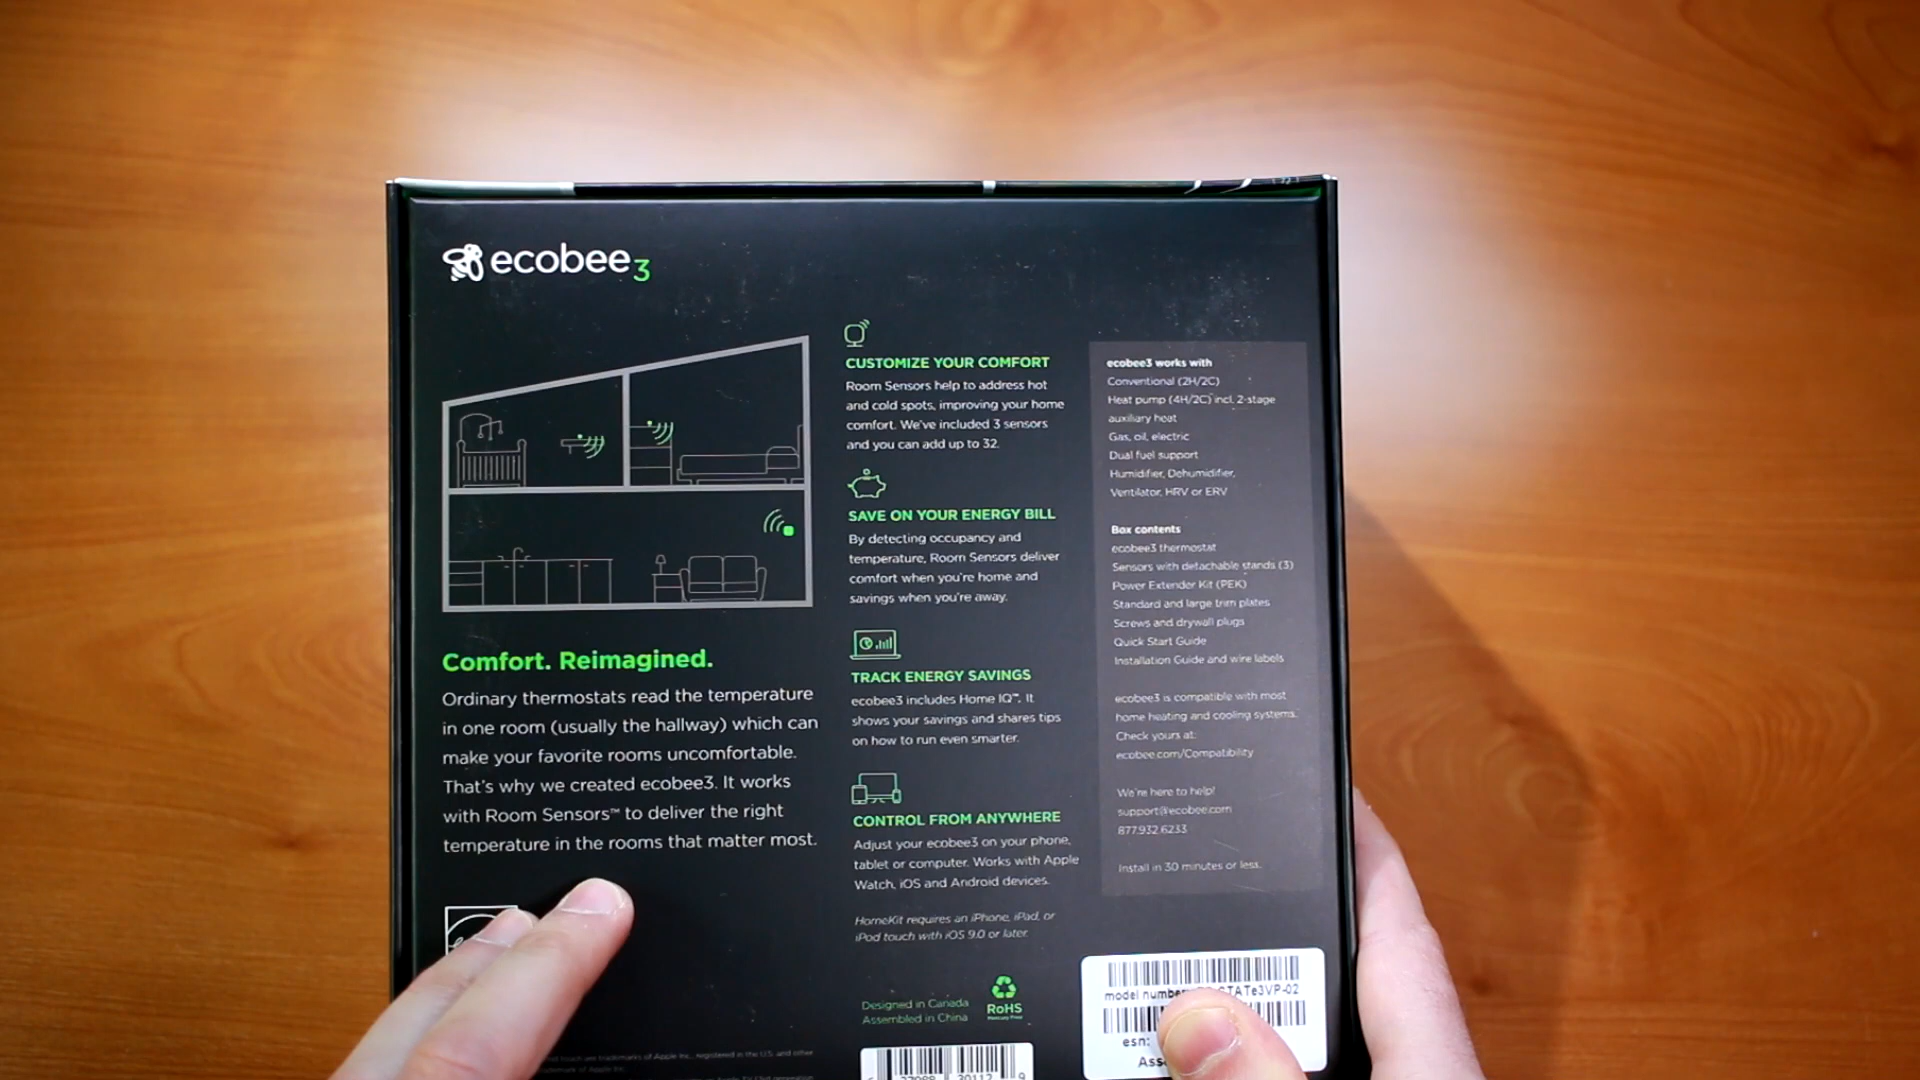 ecobee3
Comfort. Reimagined.
Ordinary thermostats read the temperature
in one room (usually the hallway) which can
make your favorite rooms uncomfortable.
That's why we created ecobee3. It works
with Room Sensors™ to deliver the right
temperature in the rooms that matter most.
CUSTOMIZE YOUR COMFORT
Room Sensors help to address hot
and cold spots, improving your home
comfort. We've included 3 sensors
and you can add up to 32.
SAVE ON YOUR ENERGY BILL
By detecting occupancy and
temperature, Room Sensors deliver
comfort when you're home and
savings when you're away.
TRACK ENERGY SAVINGS
ecobee3 includes Home IQ™. It
shows your savings and shares tips
on how to run even smarter.
CONTROL FROM ANYWHERE
Adjust your ecobee3 on your phone,
tablet or computer. Works with Apple
Watch, iOS and Android devices.
HomeKit requires an iPhone, iPad, or
iPod touch with iOS 9.0 or later.
Designed in Canada
Assembled in China
RoHS
ecobee3 works with
Conventional (2H/2C)
Heat pump (4H/2C) incl. 2-stage
auxiliary heat
Gas, oil, electric
Dual fuel support
Humidifier, Dehumidifier,
Ventilator, HRV or ERV
Box contents
ecobee3 thermostat
Sensors with detachable stands (3)
Power Extender Kit (PEK)
Standard and large trim plates
Screws and drywall plugs
Quick Start Guide
Installation Guide and wire labels
ecobee3 is compatible with most
home heating and cooling systems.
Check yours at:
ecobee.com/Compatibility
We're here to help!
support@ecobee.com
877.932.6233
Install in 30 minutes or less.
model number: STATe3VP-02
esn: